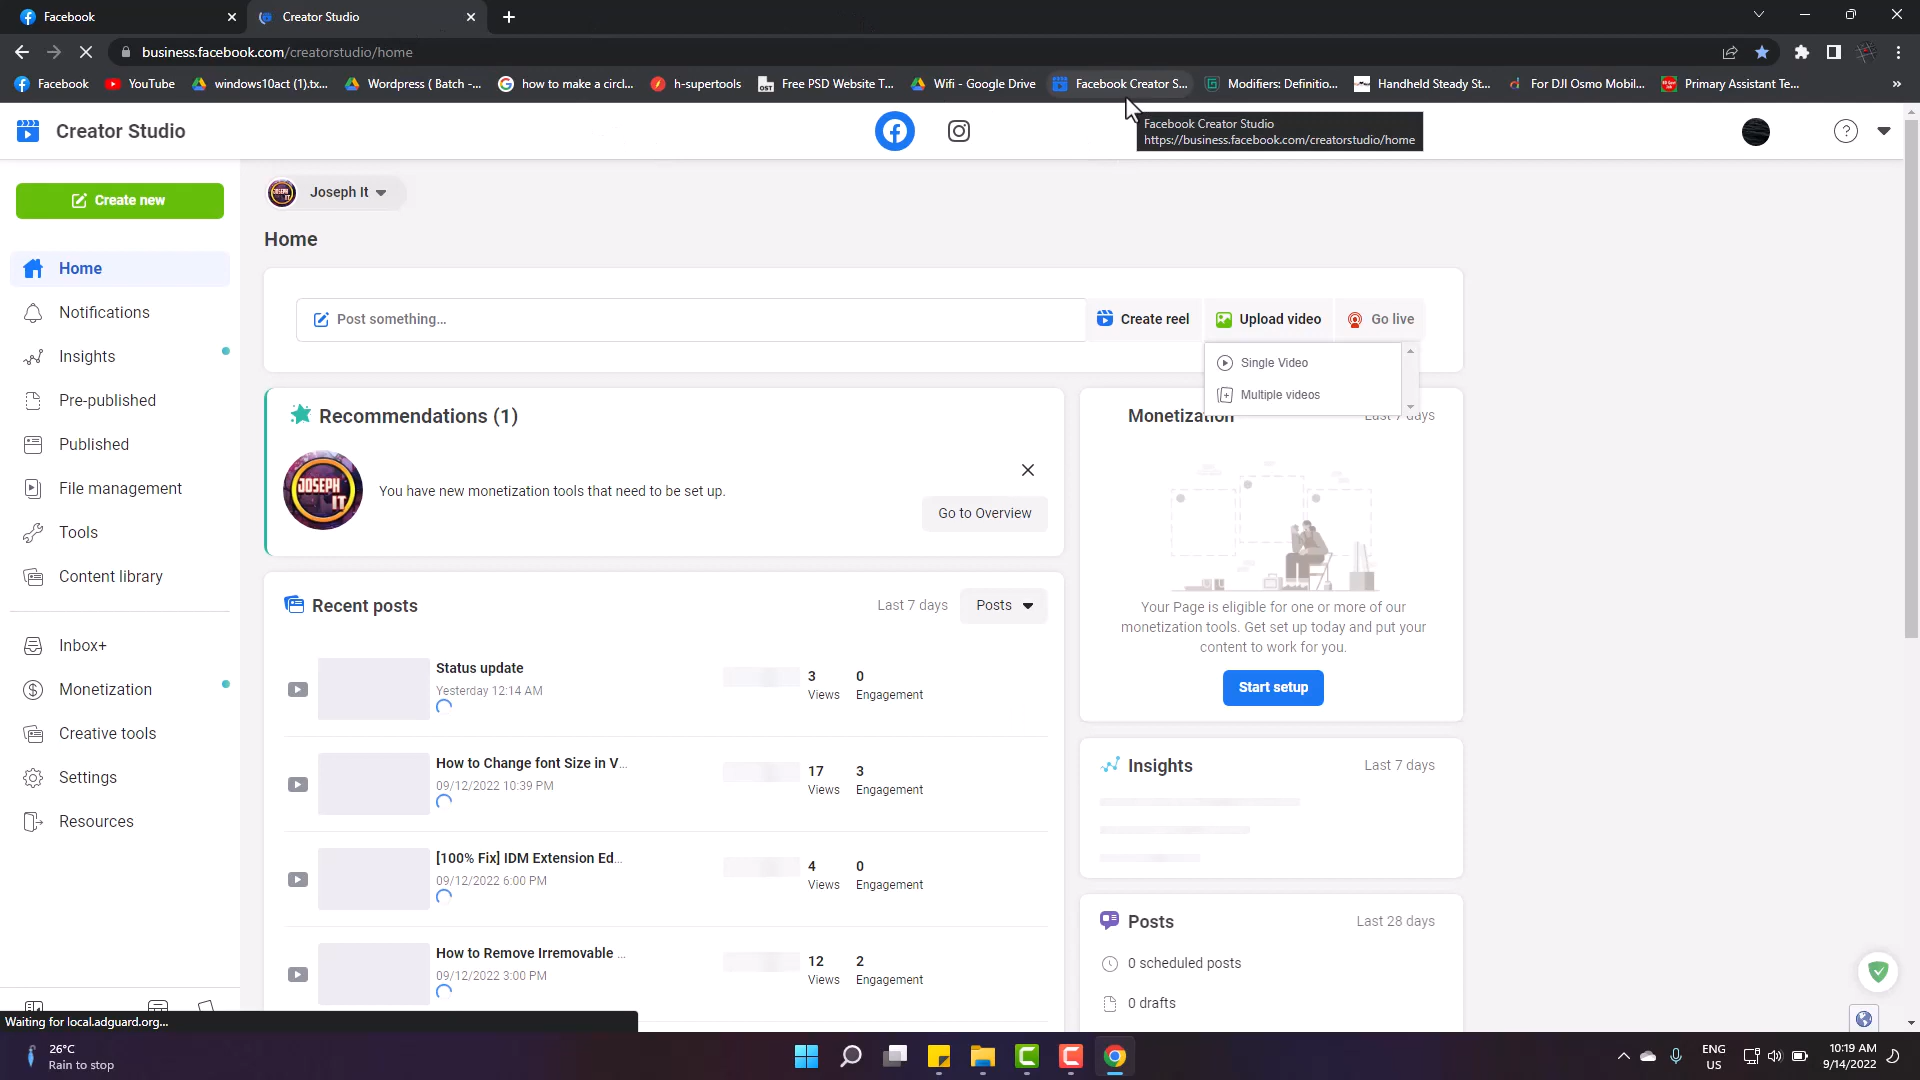 Facebook
Creator Studio
business.facebook.com/creatorstudio/home
Facebook
YouTube
windows10act (1).tx...
Wordpress ( Batch -...
how to make a circl...
h-supertools
Free PSD Website T...
Wifi - Google Drive
Facebook Creator S...
Modifiers: Definitio...
Handheld Steady St...
For DJI Osmo Mobil...
Primary Assistant Te...
»
Creator Studio
Facebook Creator Studio
https://business.facebook.com/creatorstudio/home
Create new
Joseph It
Home
Home
Notifications
Insights
Pre-published
Published
File management
Tools
Content library
Inbox+
Monetization
Creative tools
Settings
Resources
Post something...
Create reel
Upload video
Go live
Single Video
Multiple videos
Recommendations (1)
JOSEPH
IT
You have new monetization tools that need to be set up.
Go to Overview
Monetization
Last 7 days
Your Page is eligible for one or more of our
monetization tools. Get set up today and put your
content to work for you.
Start setup
Recent posts
Last 7 days
Posts
Status update
Yesterday 12:14 AM
3
Views
0
Engagement
How to Change font Size in V...
09/12/2022 10:39 PM
17
Views
3
Engagement
[100% Fix] IDM Extension Ed...
09/12/2022 6:00 PM
4
Views
0
Engagement
How to Remove Irremovable ...
09/12/2022 3:00 PM
12
Views
2
Engagement
Insights
Last 7 days
Posts
Last 28 days
0 scheduled posts
0 drafts
Waiting for local.adguard.org...
26°C
Rain to stop
ENG
US
10:19 AM
9/14/2022